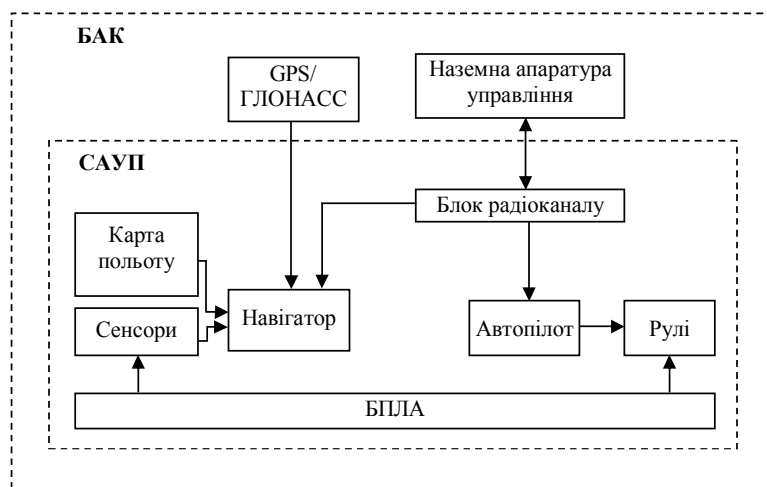 БАК
GPS/
ГЛОНАСС
Наземна апаратура
управління
САУП
Блок радіоканалу
Карта
польоту
Сенсори
Навігатор
Автопілот
Рулі
БПЛА